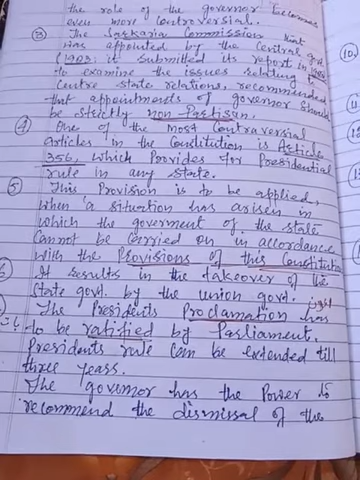 the role of the governor becomes
even more controversial.
③ The Sarkaria Commission that
was appointed by the central govt.
(1983; it submitted its report in 1988
to examine the issues relating to
Centre state relations, recommended
that appointments of governor should
be strictly non Partisan.
④ One of the most Contraversial
articles in the Constitution is Article
356, which Provides for Presidential
rule in any state.
⑤ This Provision is to be applied,
when 'a situation has arisen in
which the goverment of the state
cannot be carried on in accordance
with the Provisions of this Constitution
⑥ It results in the takeover of the
state govt. by the union govt.
The Presidents Proclamation has
to be ratified by Parliament.
Presidents rule can be extended till
three years.
The governor has the Power to
recommend the dismissal of the